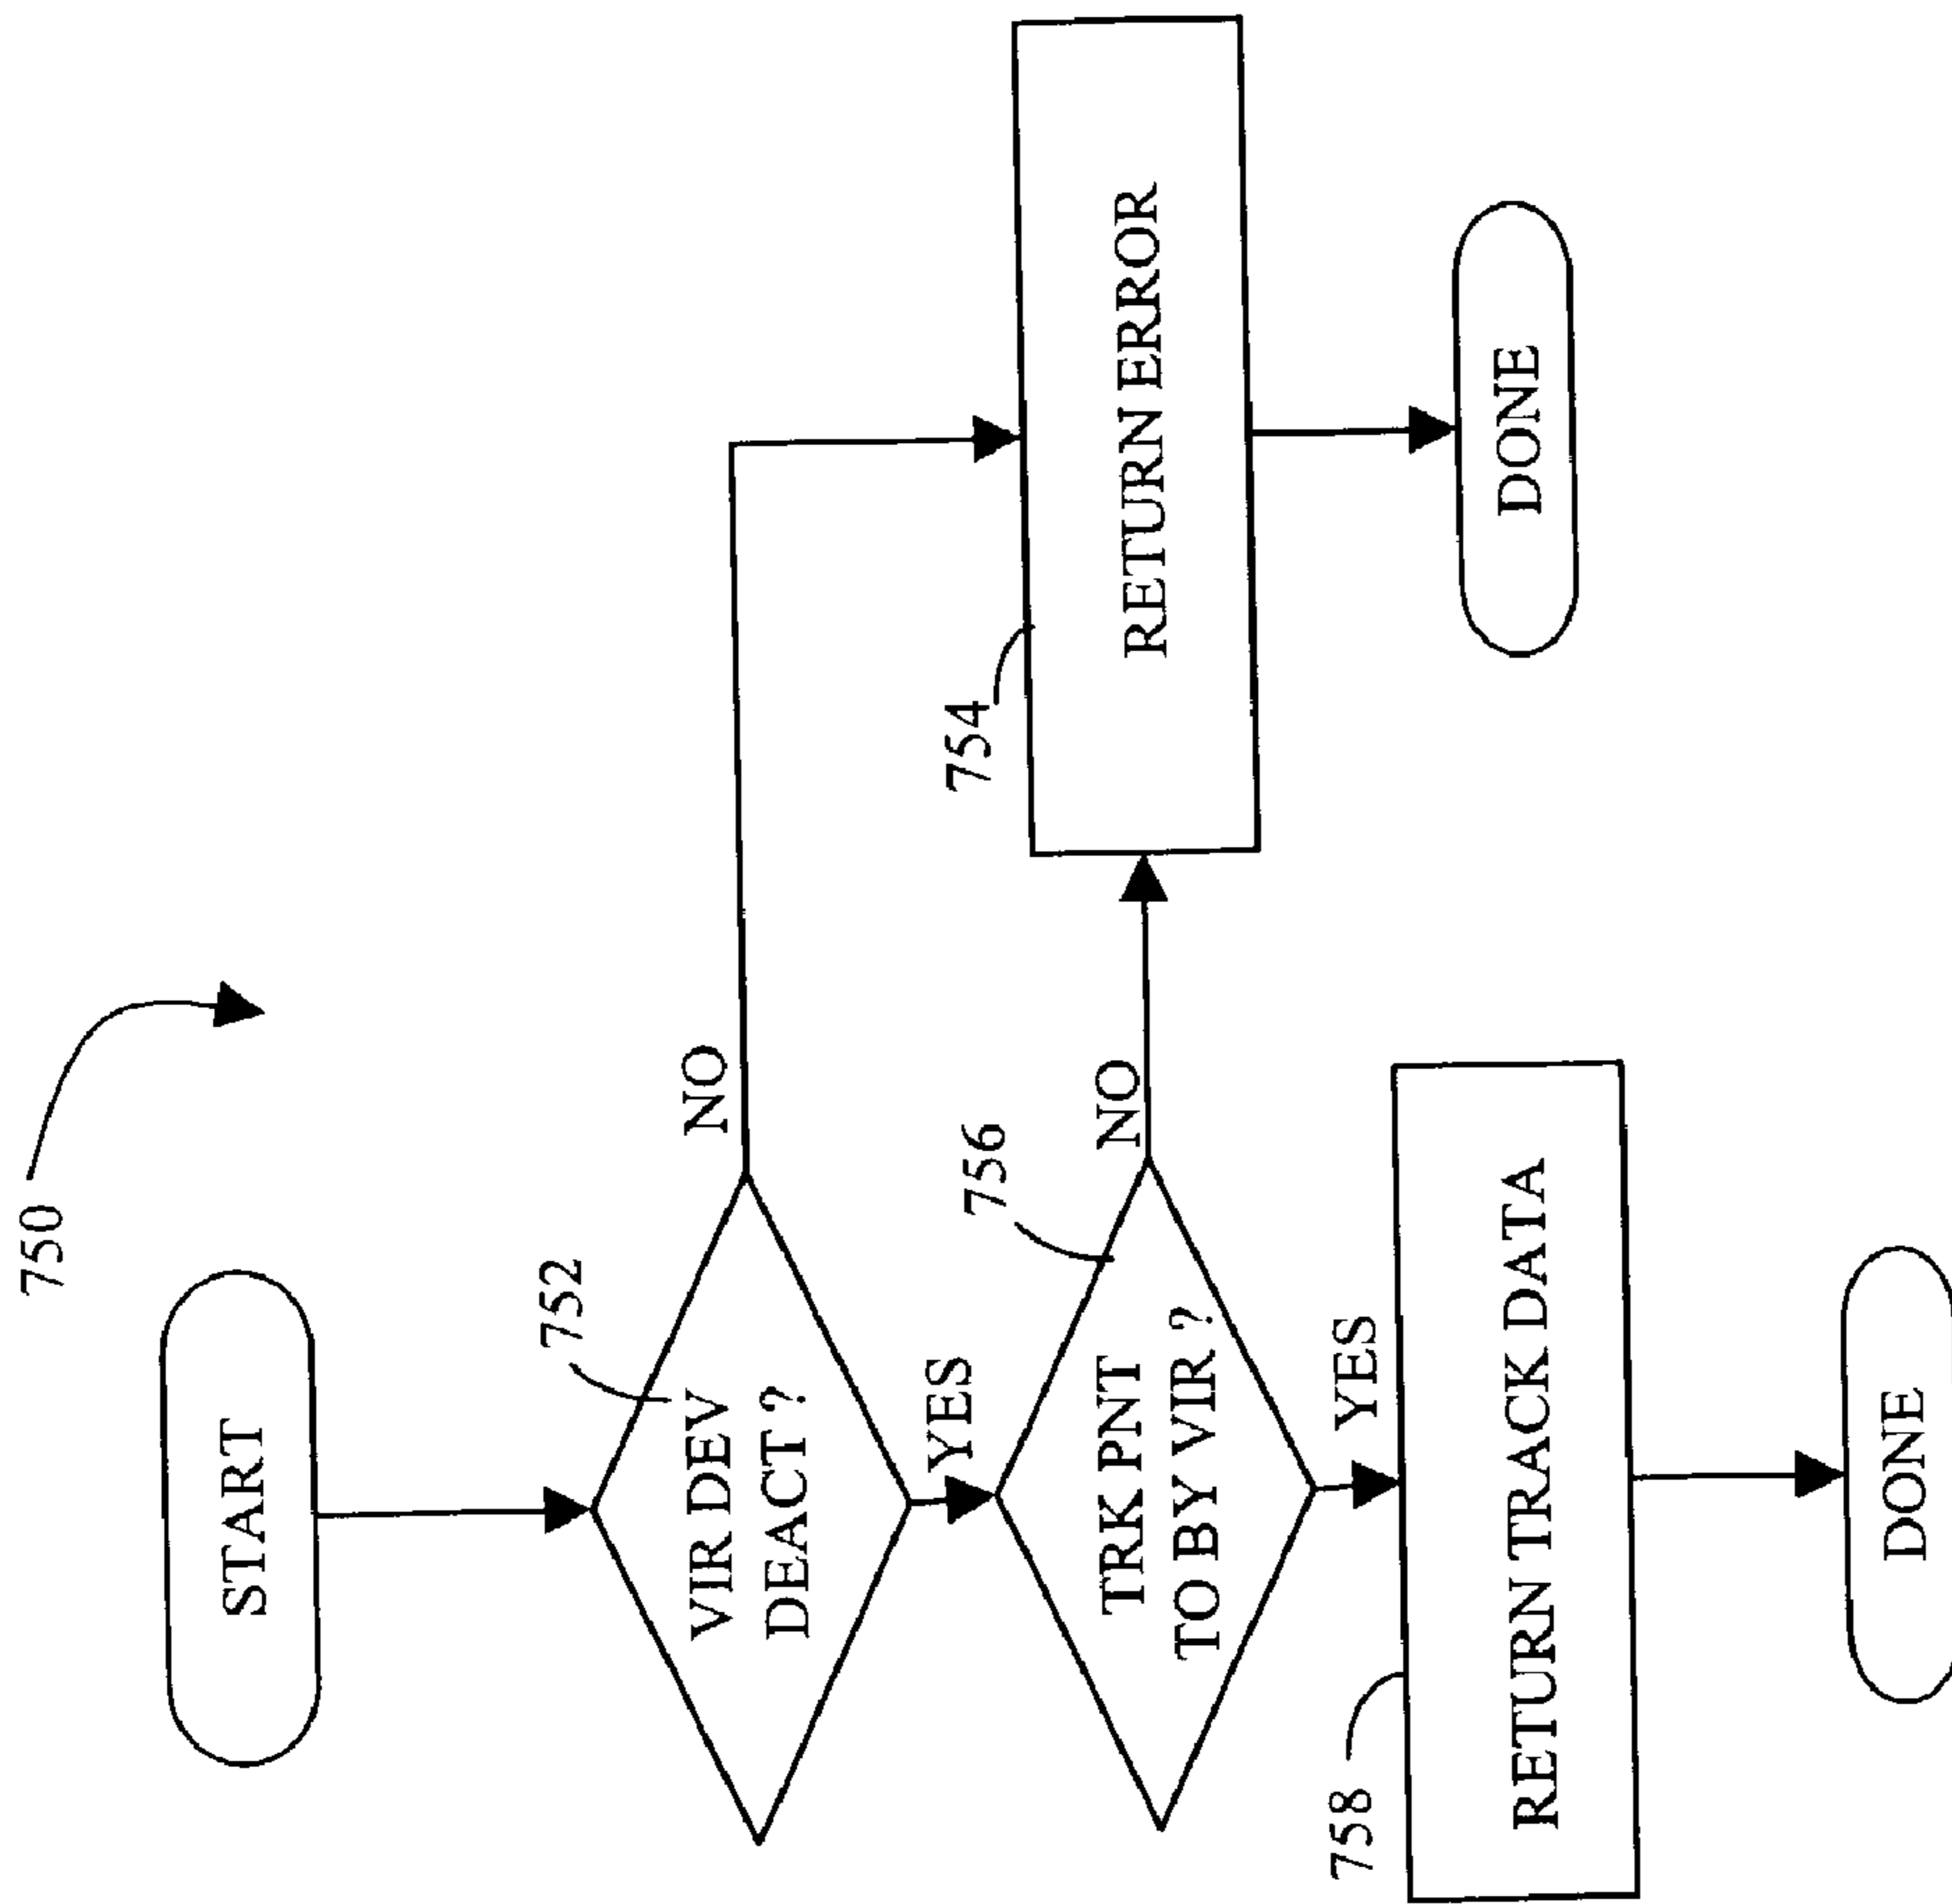 750
START
752
VIR DEV
DEACT ?
NO
YES
756
TRK PNT
TO BY VIR ?
NO
754
RETURN ERROR
DONE
YES
758
RETURN TRACK DATA
DONE